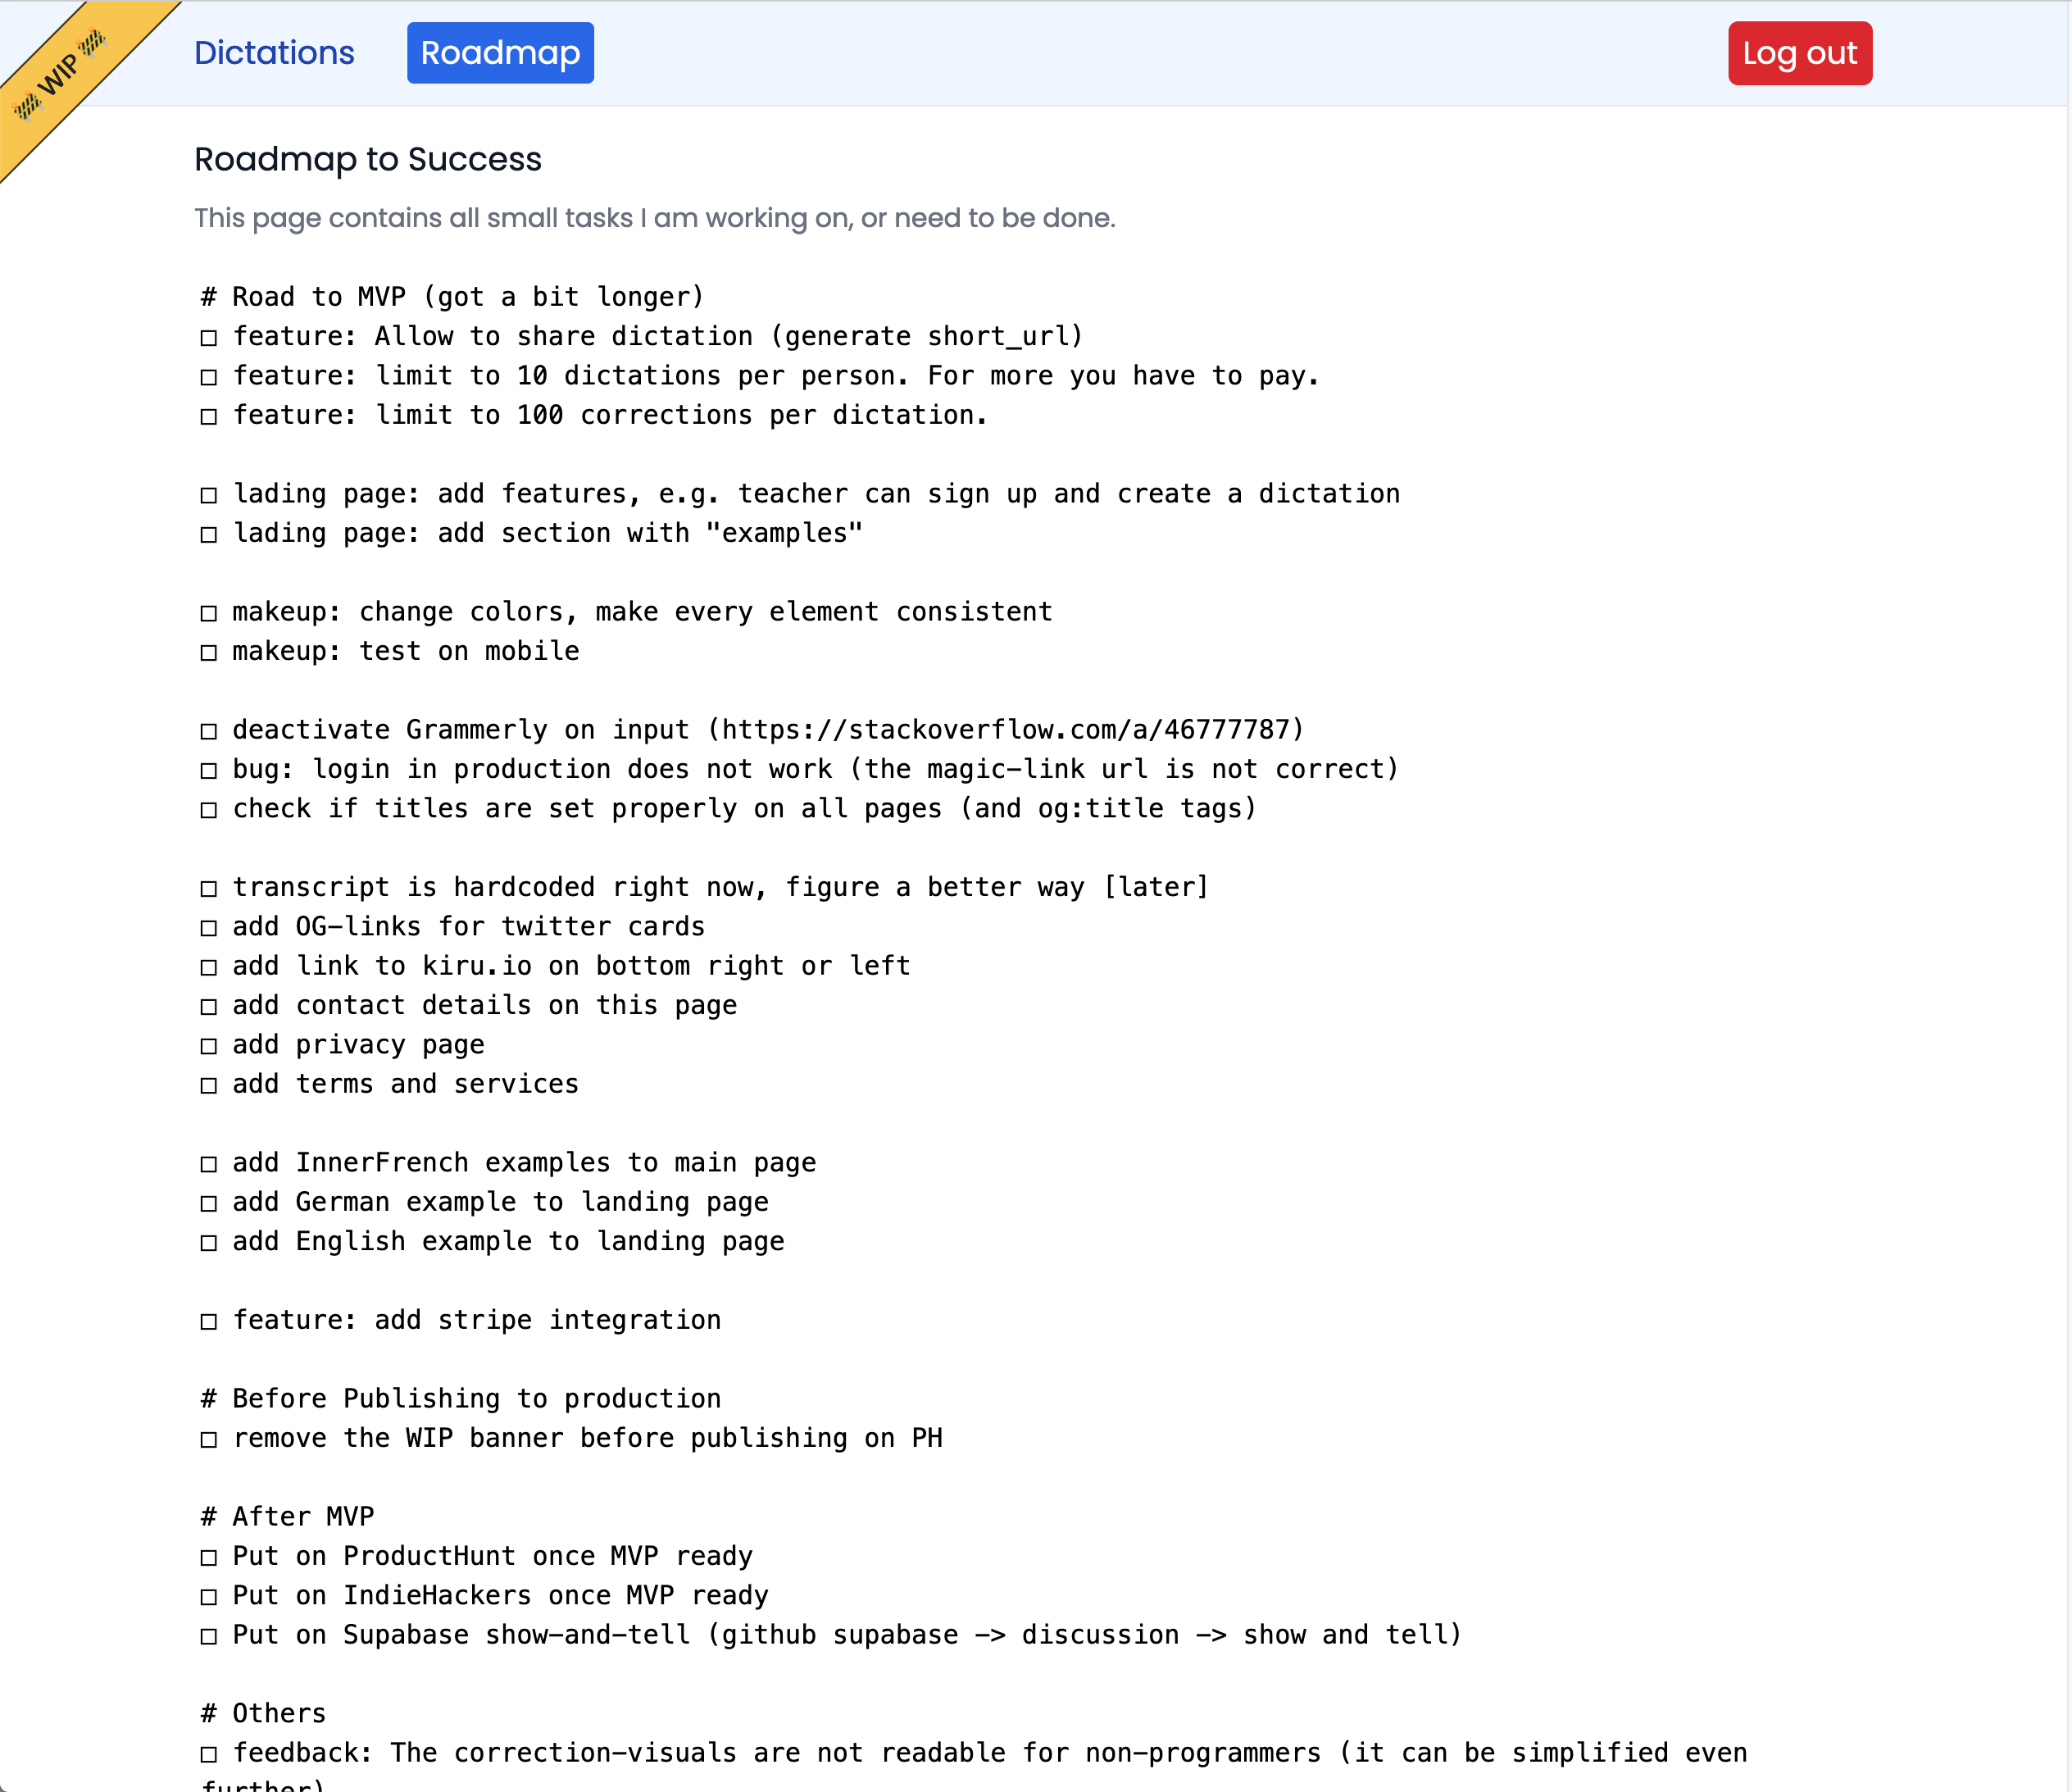 WIP
Dictations Roadmap Log out
Roadmap to Success
This page contains all small tasks I am working on, or need to be done.
# Road to MVP (got a bit longer)
□ feature: Allow to share dictation (generate short_url)
□ feature: limit to 10 dictations per person. For more you have to pay.
□ feature: limit to 100 corrections per dictation.
□ lading page: add features, e.g. teacher can sign up and create a dictation
□ lading page: add section with "examples"
□ makeup: change colors, make every element consistent
□ makeup: test on mobile
□ deactivate Grammerly on input (https://stackoverflow.com/a/46777787)
□ bug: login in production does not work (the magic-link url is not correct)
□ check if titles are set properly on all pages (and og:title tags)
□ transcript is hardcoded right now, figure a better way [later]
□ add OG-links for twitter cards
□ add link to kiru.io on bottom right or left
□ add contact details on this page
□ add privacy page
□ add terms and services
□ add InnerFrench examples to main page
□ add German example to landing page
□ add English example to landing page
□ feature: add stripe integration
# Before Publishing to production
□ remove the WIP banner before publishing on PH
# After MVP
□ Put on ProductHunt once MVP ready
□ Put on IndieHackers once MVP ready
□ Put on Supabase show-and-tell (github supabase -> discussion -> show and tell)
# Others
□ feedback: The correction-visuals are not readable for non-programmers (it can be simplified even
further)